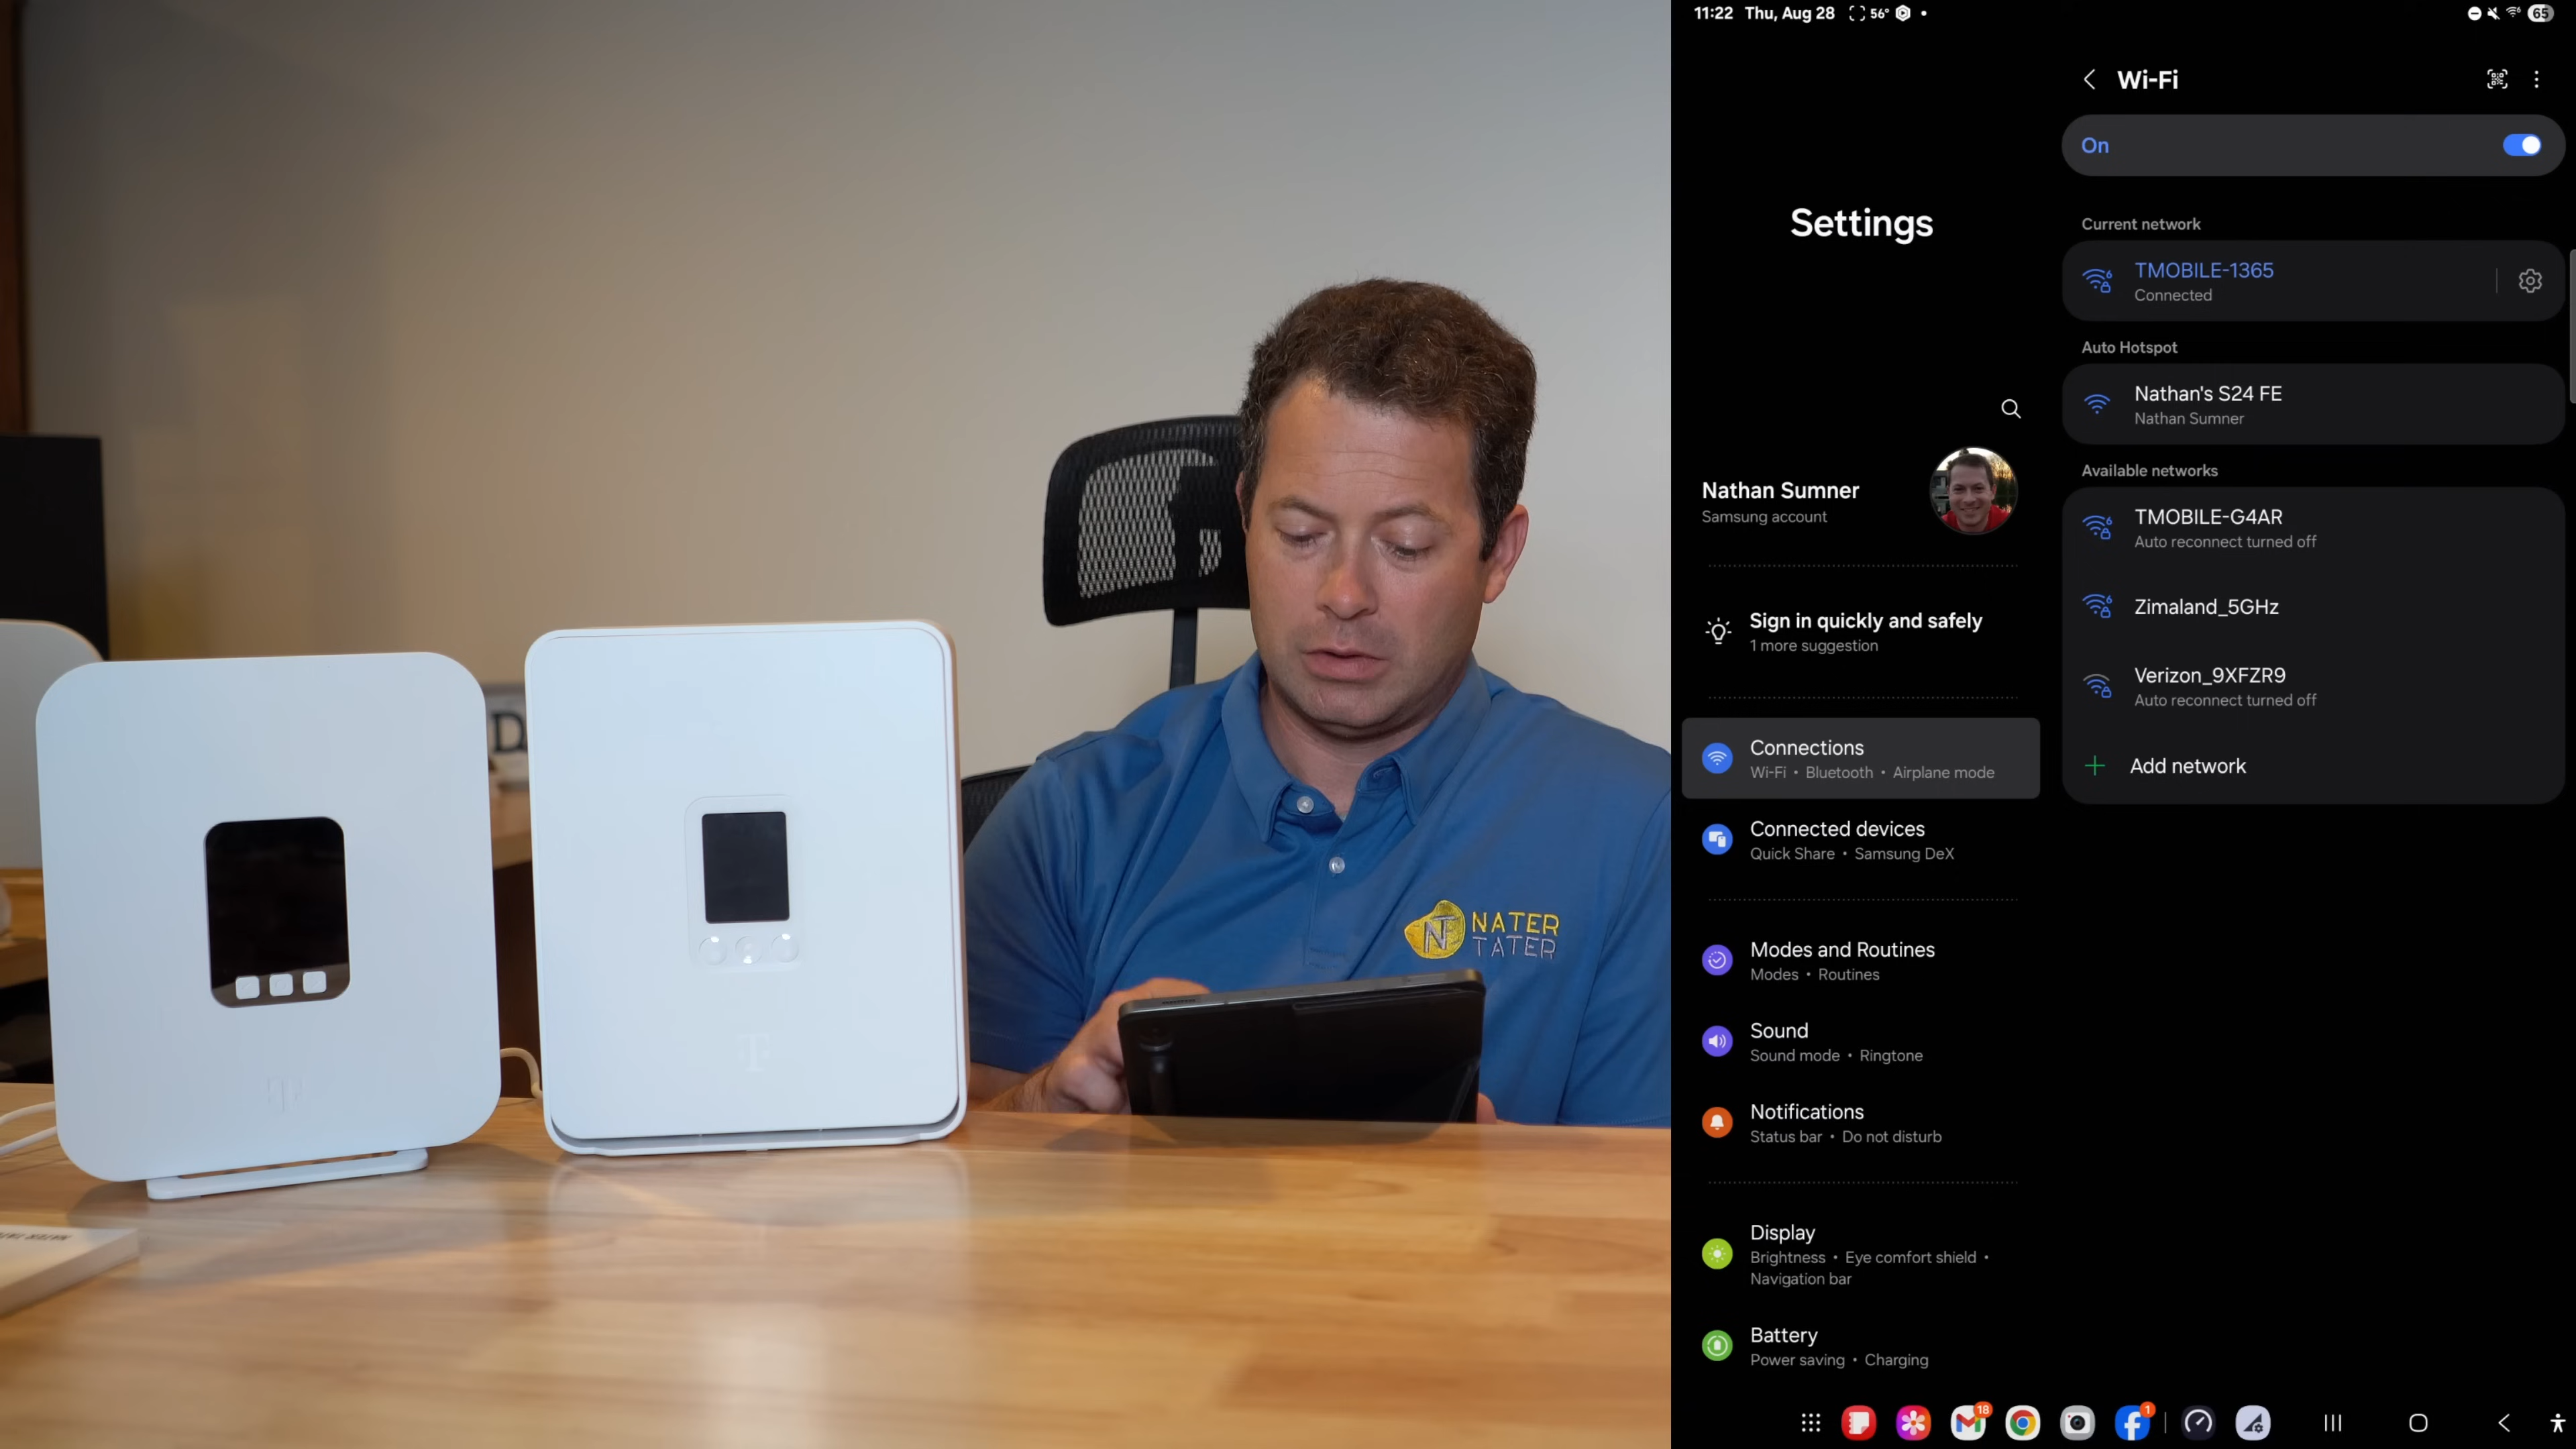 D
T
NATER
TATER
NT
11:22 Thu, Aug 28 56°
65
Settings
Nathan Sumner
Samsung account
Sign in quickly and safely
1 more suggestion
Connections
Wi-Fi • Bluetooth • Airplane mode
Connected devices
Quick Share • Samsung DeX
Modes and Routines
Modes • Routines
Sound
Sound mode • Ringtone
Notifications
Status bar • Do not disturb
Display
Brightness • Eye comfort shield •
Navigation bar
Battery
Power saving • Charging
Wi-Fi
On
Current network
TMOBILE-1365
Connected
Auto Hotspot
Nathan's S24 FE
Nathan Sumner
Available networks
TMOBILE-G4AR
Auto reconnect turned off
Zimaland_5GHz
Verizon_9XFZR9
Auto reconnect turned off
Add network
18
1